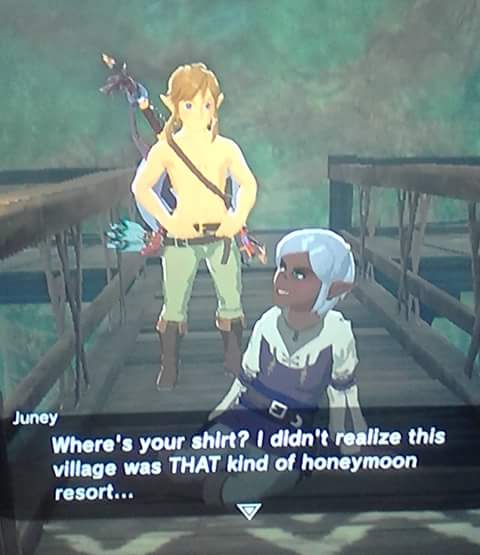 Juney
Where's your shirt? I didn't realize this
village was THAT kind of honeymoon
resort...